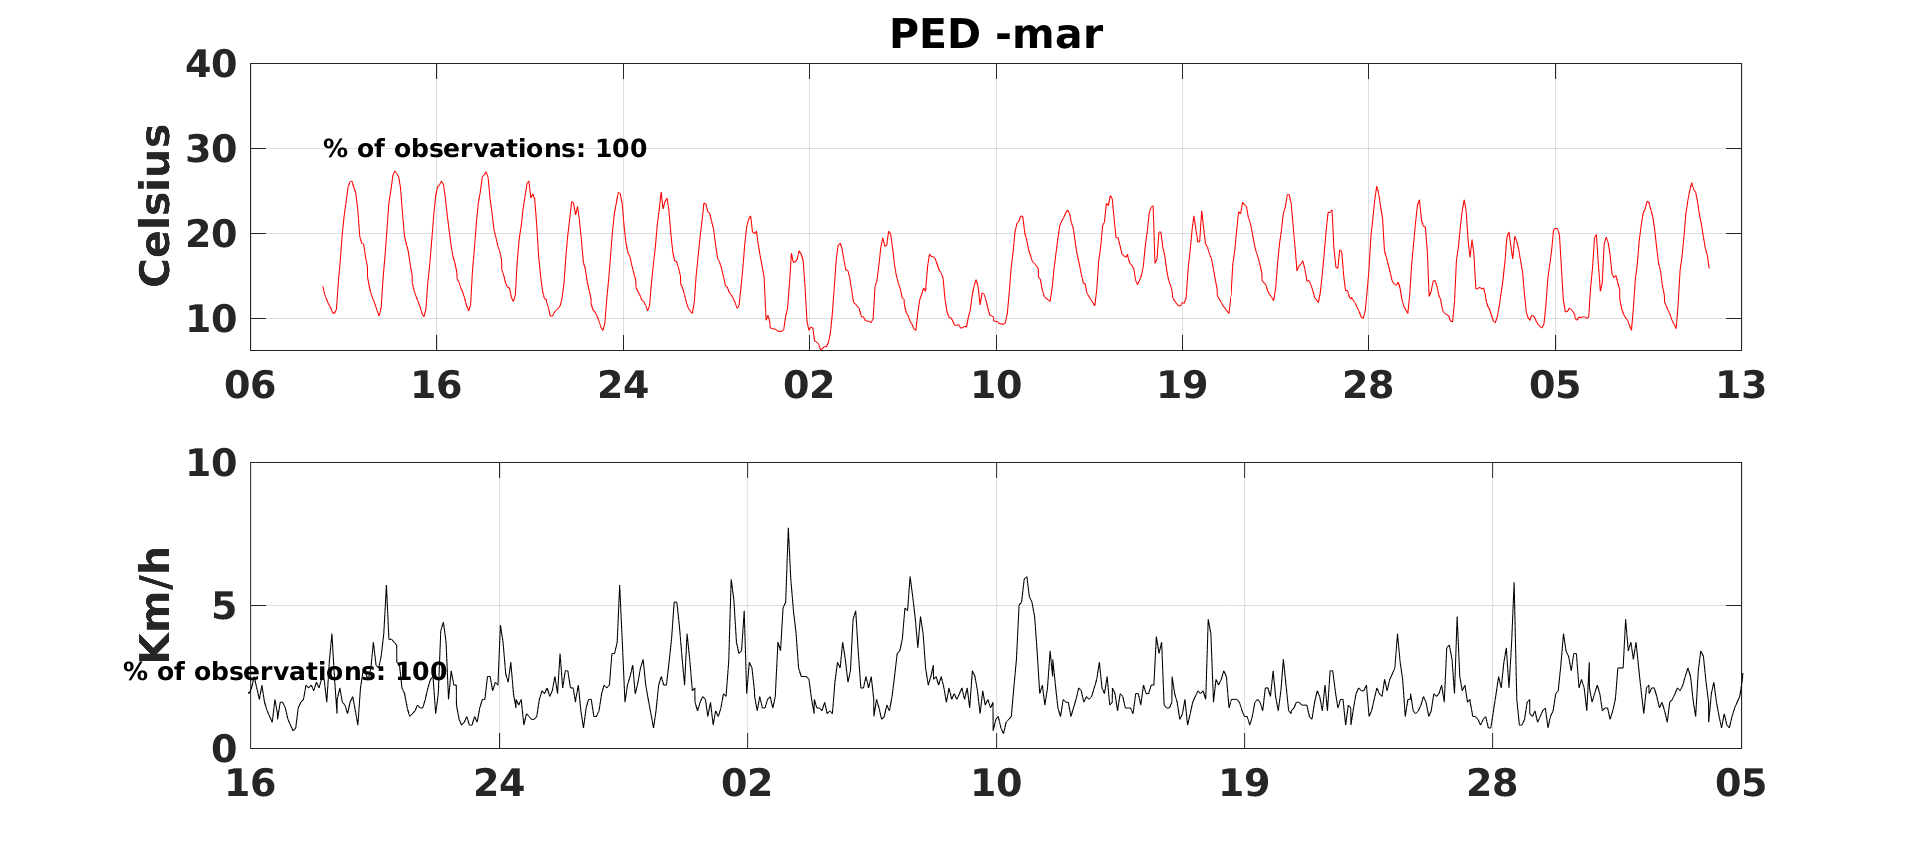 PED -mar
Celsius
40
30
20
10
% of observations: 100
06 16 24 02 10 19 28 05 13
Km/h
10
5
0
% of observations: 100
16 24 02 10 19 28 05